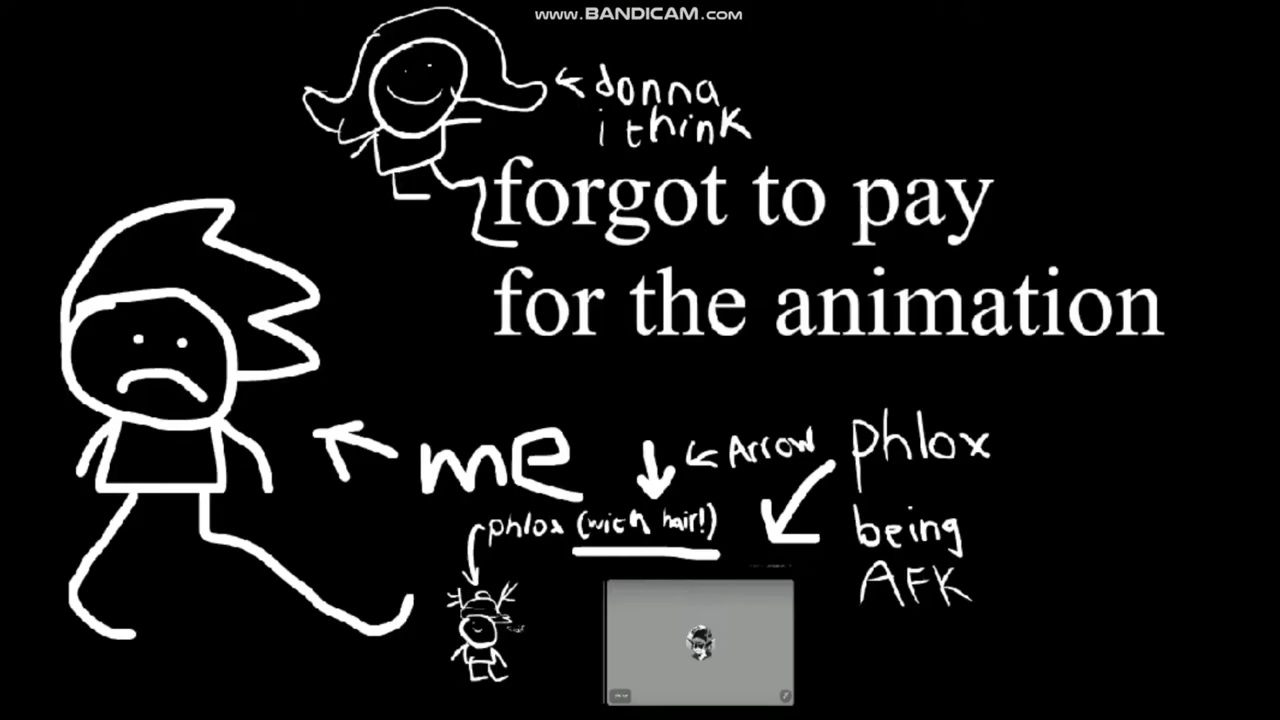 www.BANDICAM.com
donna
i think
forgot to pay
for the animation
me
Arrow
phlox
being
AFK
phlox (with hair!)